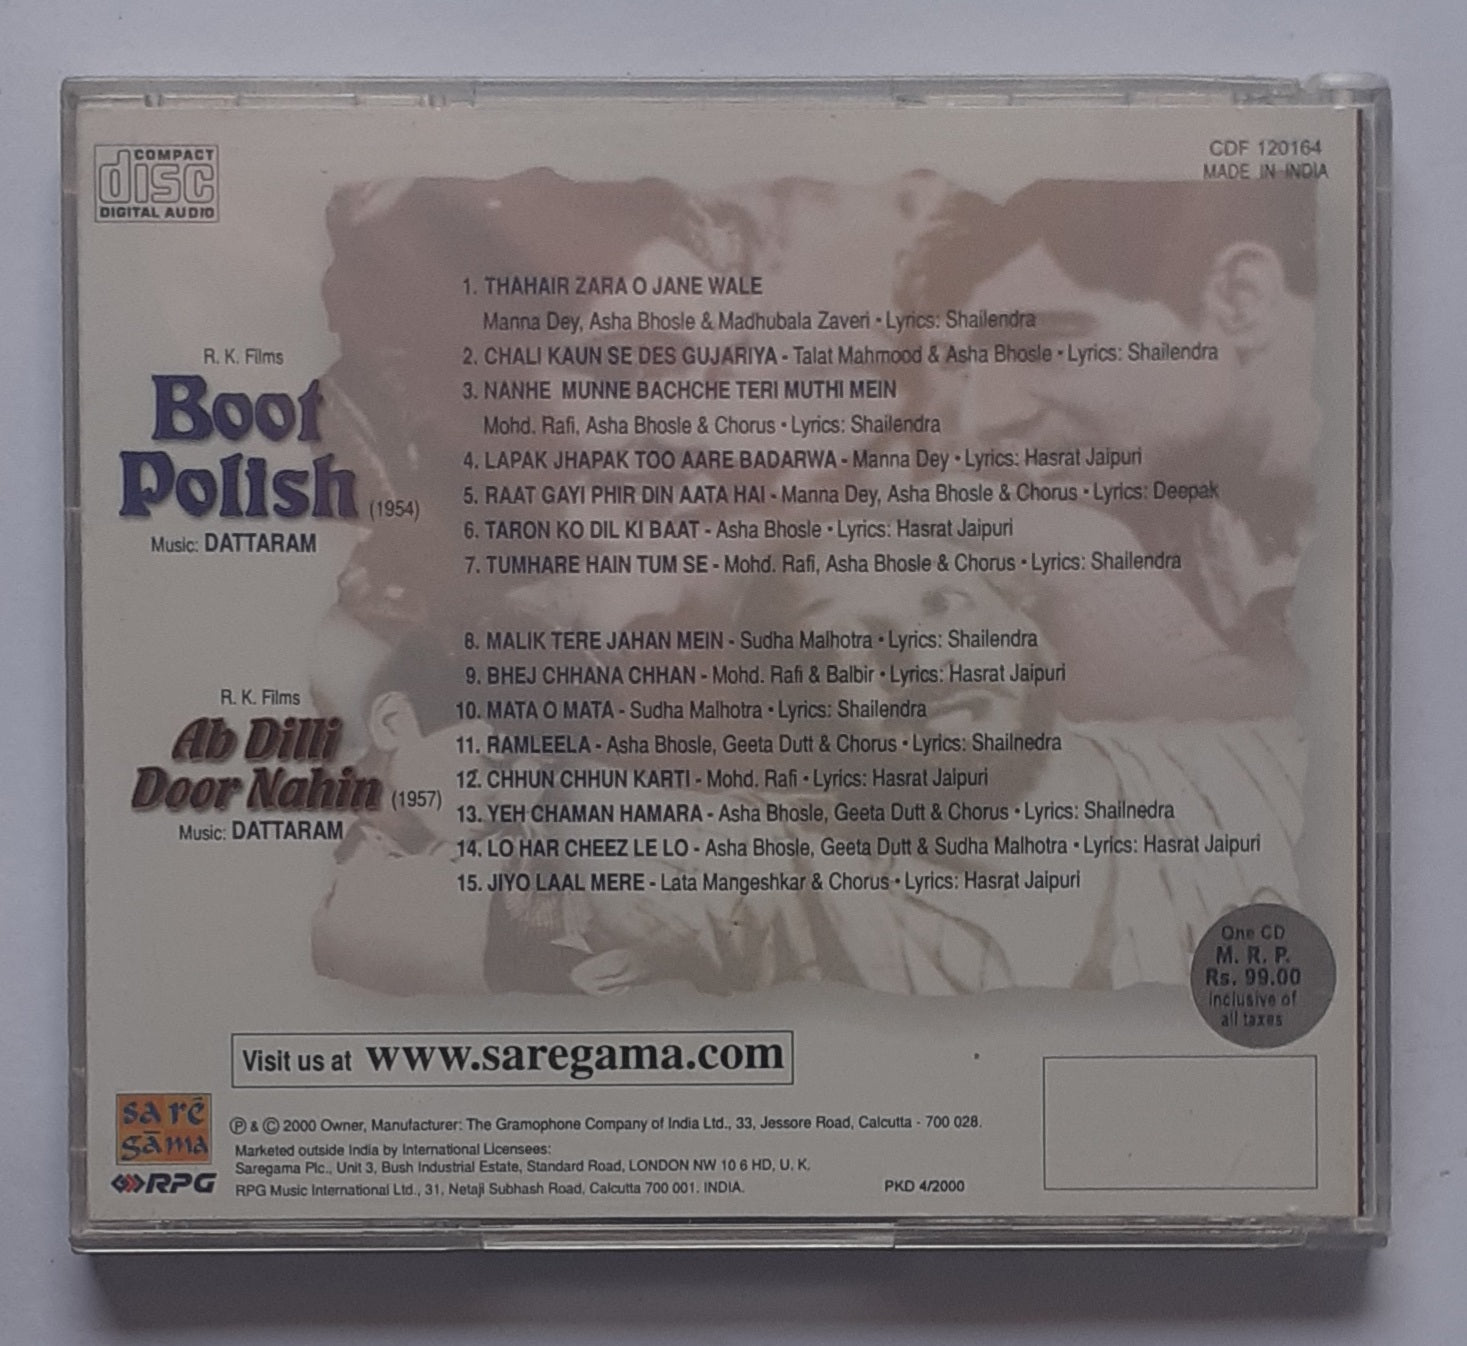 COMPACT
disc
DIGITAL AUDIO
CDF 120164
MADE IN INDIA
R. K. Films
Boot
Polish (1954)
Music: DATTARAM
1. THAHAIR ZARA O JANE WALE
Manna Dey, Asha Bhosle & Madhubala Zaveri • Lyrics: Shailendra
2. CHALI KAUN SE DES GUJARIYA - Talat Mahmood & Asha Bhosle • Lyrics: Shailendra
3. NANHE MUNNE BACHCHE TERI MUTHI MEIN
Mohd. Rafi, Asha Bhosle & Chorus • Lyrics: Shailendra
4. LAPAK JHAPAK TOO AARE BADARWA - Manna Dey • Lyrics: Hasrat Jaipuri
5. RAAT GAYI PHIR DIN AATA HAI - Manna Dey, Asha Bhosle & Chorus • Lyrics: Deepak
6. TARON KO DIL KI BAAT - Asha Bhosle • Lyrics: Hasrat Jaipuri
7. TUMHARE HAIN TUM SE - Mohd. Rafi, Asha Bhosle & Chorus • Lyrics: Shailendra
R. K. Films
Ab Dilli
Door Nahin (1957)
Music: DATTARAM
8. MALIK TERE JAHAN MEIN - Sudha Malhotra • Lyrics: Shailendra
9. BHEJ CHHANA CHHAN - Mohd. Rafi & Balbir • Lyrics: Hasrat Jaipuri
10. MATA O MATA - Sudha Malhotra • Lyrics: Shailendra
11. RAMLEELA - Asha Bhosle, Geeta Dutt & Chorus • Lyrics: Shailnedra
12. CHHUN CHHUN KARTI - Mohd. Rafi • Lyrics: Hasrat Jaipuri
13. YEH CHAMAN HAMARA - Asha Bhosle, Geeta Dutt & Chorus • Lyrics: Shailnedra
14. LO HAR CHEEZ LE LO - Asha Bhosle, Geeta Dutt & Sudha Malhotra • Lyrics: Hasrat Jaipuri
15. JIYO LAAL MERE - Lata Mangeshkar & Chorus • Lyrics: Hasrat Jaipuri
One CD
M. R. P.
Rs. 99.00
inclusive of
all taxes
Visit us at www.saregama.com
sa rē
gāma
RPG
Ⓟ & Ⓒ 2000 Owner, Manufacturer: The Gramophone Company of India Ltd., 33, Jessore Road, Calcutta - 700 028.
Marketed outside India by International Licensees:
Saregama Plc., Unit 3, Bush Industrial Estate, Standard Road, LONDON NW 10 6 HD, U. K.
RPG Music International Ltd., 31, Netaji Subhash Road, Calcutta 700 001. INDIA.
PKD 4/2000